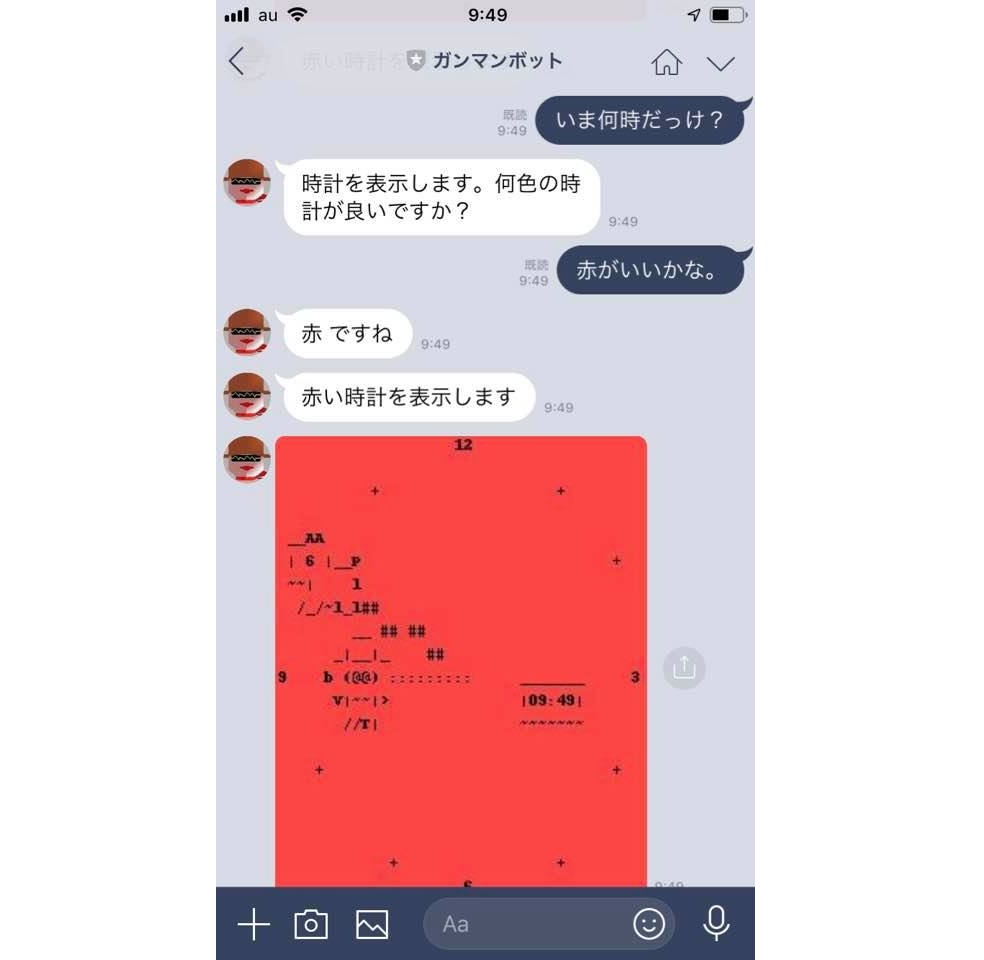 au
9:49
ガンマンボット
赤い時計を
いま何時だっけ？
既読
9:49
時計を表示します。何色の時
計が良いですか？
9:49
赤がいいかな。
既読
9:49
赤 ですね
9:49
赤い時計を表示します
9:49
12
+ +
__AA
| 6 |__P +
~~|    l
/_/~l_l##
__ ## ##
_|__|_    ##
9 b (@@) ::::::::: _______ 3
V|~~|> |09:49|
//T| ~~~~~~~
+ +
+ +
6
9:49
Aa